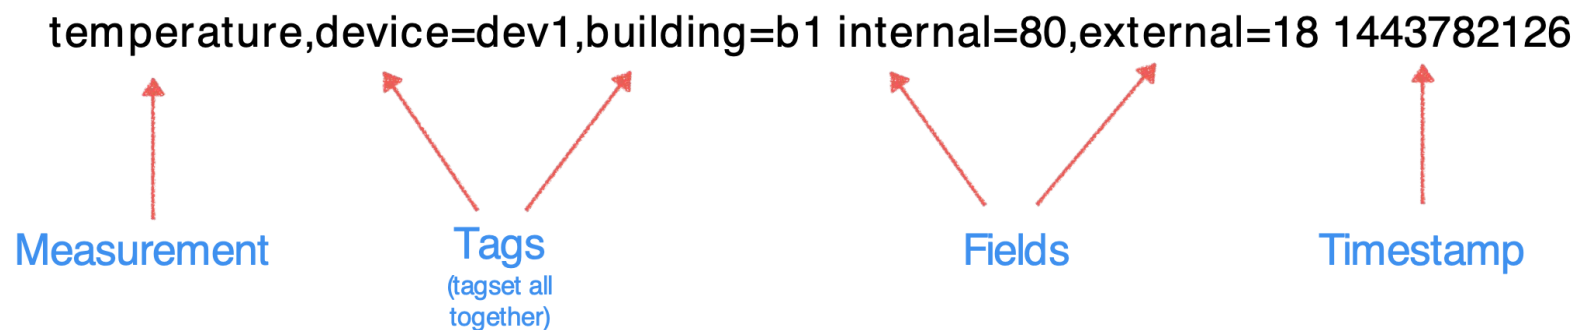 temperature,device=dev1,building=b1 internal=80,external=18 1443782126
Measurement
Tags
(tagset all
together)
Fields
Timestamp